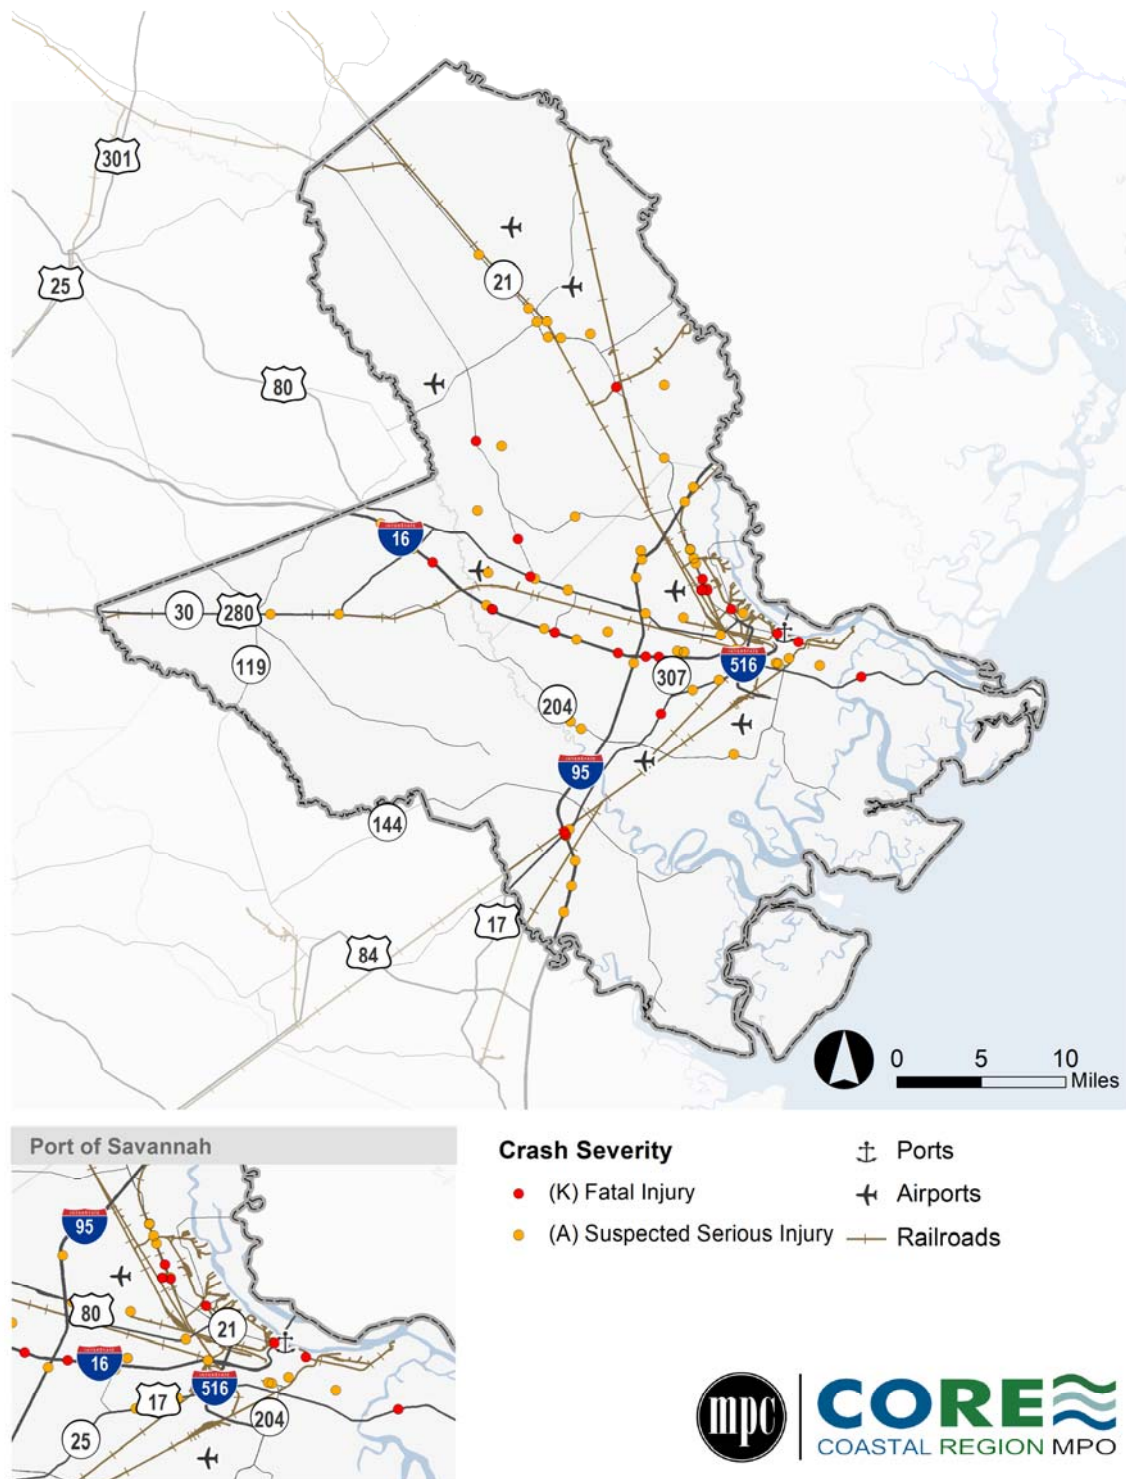 301
25
21
80
16
30
280
119
516
307
204
95
144
17
84
0 5 10
Miles
Port of Savannah
95
80
21
16
516
17
204
25
Crash Severity
(K) Fatal Injury
(A) Suspected Serious Injury
Ports
Airports
Railroads
mpc
CORE
COASTAL REGION MPO